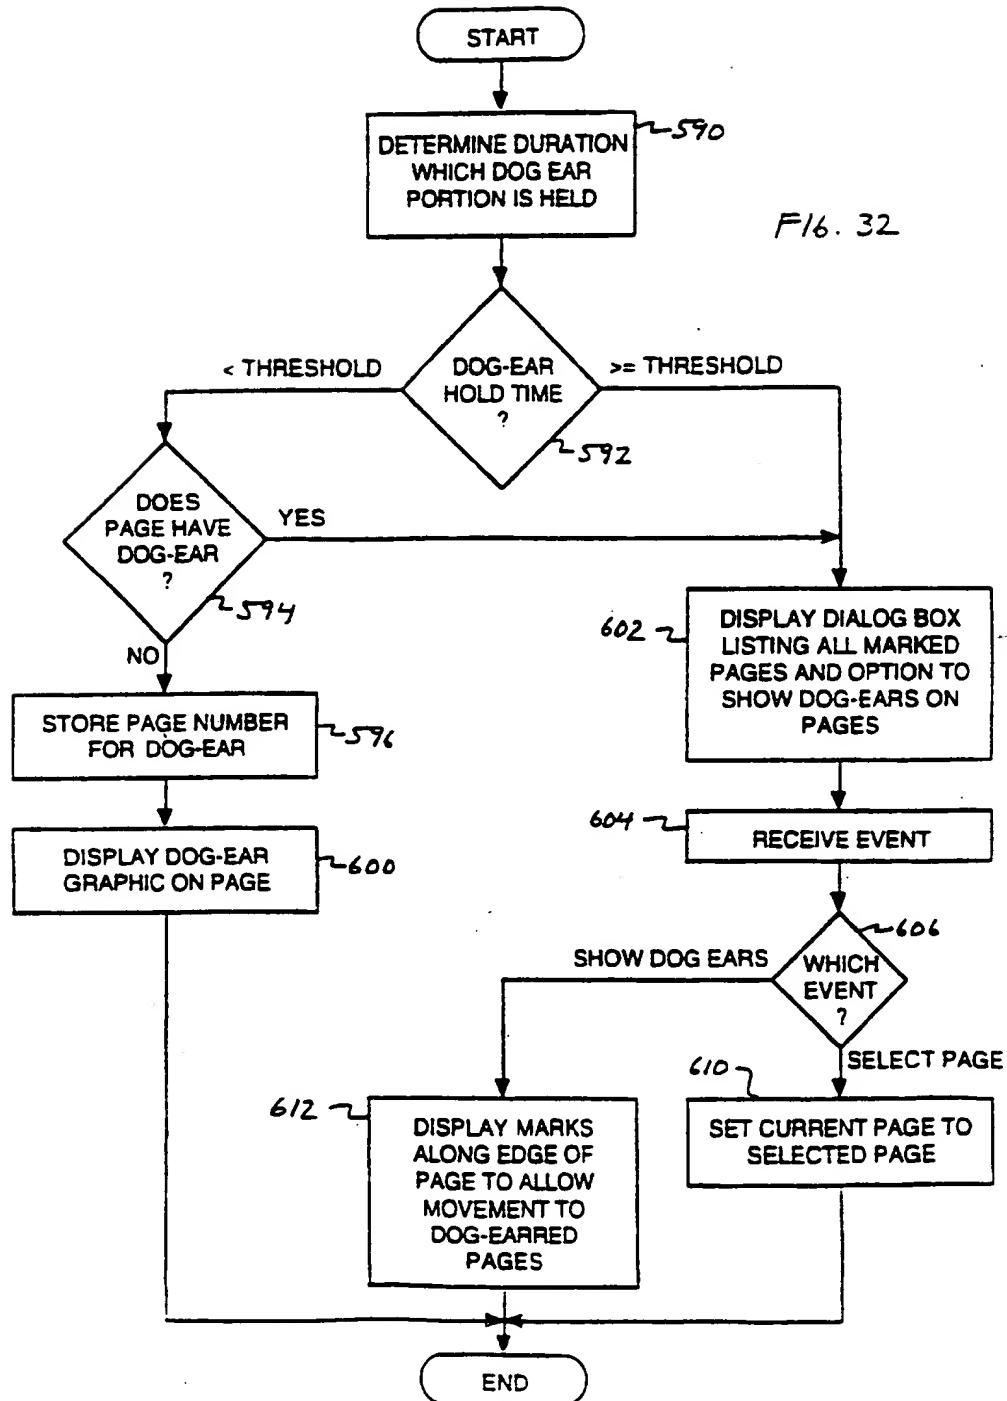 START
DETERMINE DURATION
WHICH DOG EAR
PORTION IS HELD
590
FIG. 32
DOG-EAR
HOLD TIME
?
592
< THRESHOLD
>= THRESHOLD
DOES
PAGE HAVE
DOG-EAR
?
594
YES
NO
STORE PAGE NUMBER
FOR DOG-EAR
596
DISPLAY DOG-EAR
GRAPHIC ON PAGE
600
602
DISPLAY DIALOG BOX
LISTING ALL MARKED
PAGES AND OPTION TO
SHOW DOG-EARS ON
PAGES
604
RECEIVE EVENT
606
WHICH
EVENT
?
SHOW DOG EARS
SELECT PAGE
610
SET CURRENT PAGE TO
SELECTED PAGE
612
DISPLAY MARKS
ALONG EDGE OF
PAGE TO ALLOW
MOVEMENT TO
DOG-EARRED
PAGES
END